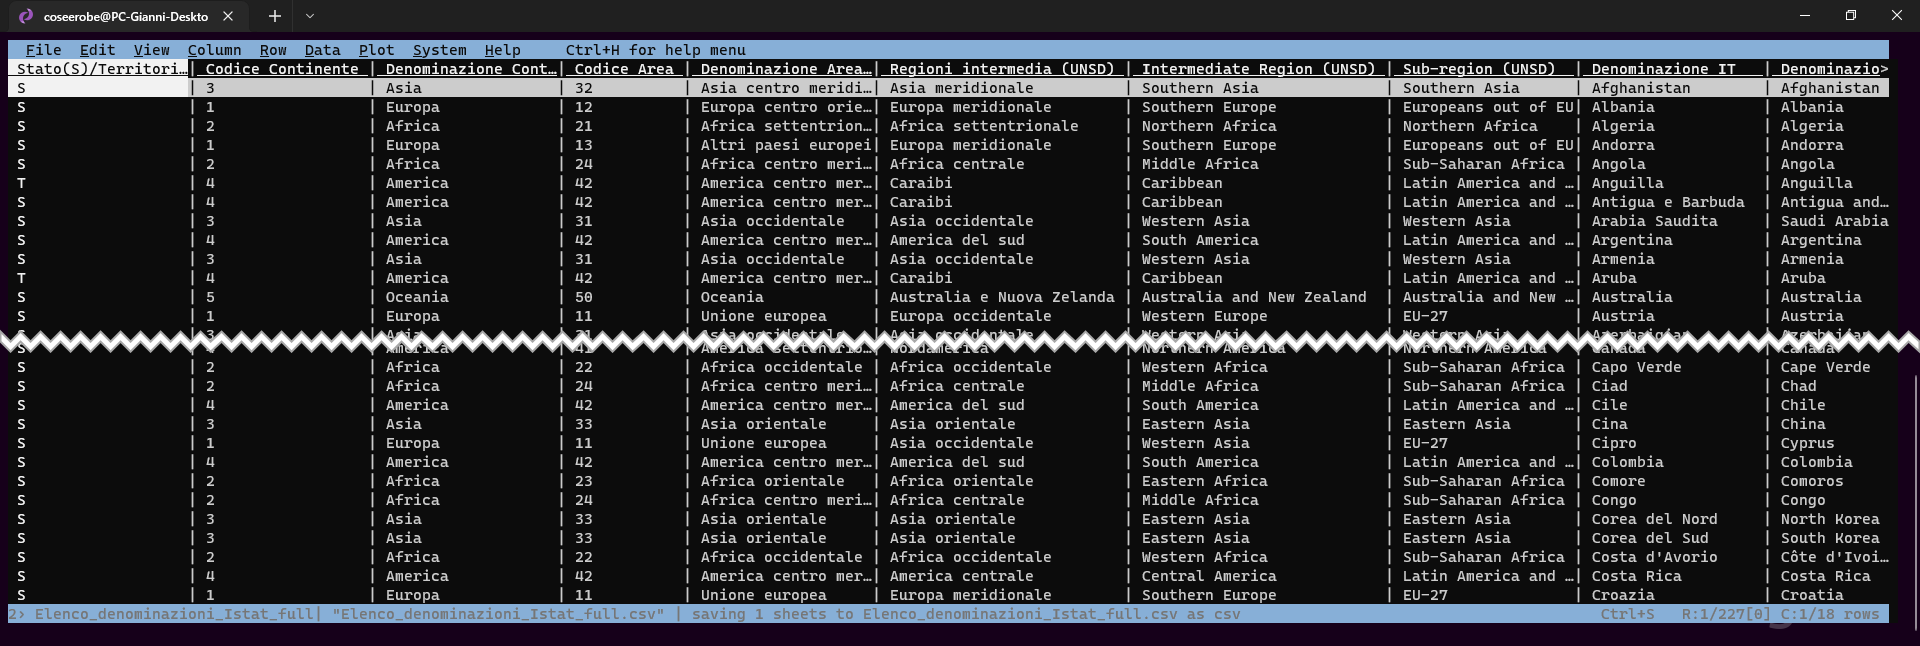 coseerobe@PC-Gianni-Deskto
File Edit View Column Row Data Plot System Help Ctrl+H for help menu
Stato(S)/Territori…| Codice Continente | Denominazione Cont…| Codice Area | Denominazione Area…| Regioni intermedia (UNSD) | Intermediate Region (UNSD) | Sub-region (UNSD) | Denominazione IT | Denominazio>
S | 3 | Asia | 32 | Asia centro meridi…| Asia meridionale | Southern Asia | Southern Asia | Afghanistan | Afghanistan
S | 1 | Europa | 12 | Europa centro orie…| Europa meridionale | Southern Europe | Europeans out of EU| Albania | Albania
S | 2 | Africa | 21 | Africa settentrion…| Africa settentrionale | Northern Africa | Northern Africa | Algeria | Algeria
S | 1 | Europa | 13 | Altri paesi europei| Europa meridionale | Southern Europe | Europeans out of EU| Andorra | Andorra
S | 2 | Africa | 24 | Africa centro meri…| Africa centrale | Middle Africa | Sub-Saharan Africa | Angola | Angola
T | 4 | America | 42 | America centro mer…| Caraibi | Caribbean | Latin America and …| Anguilla | Anguilla
S | 4 | America | 42 | America centro mer…| Caraibi | Caribbean | Latin America and …| Antigua e Barbuda | Antigua and…
S | 3 | Asia | 31 | Asia occidentale | Asia occidentale | Western Asia | Western Asia | Arabia Saudita | Saudi Arabia
S | 4 | America | 42 | America centro mer…| America del sud | South America | Latin America and …| Argentina | Argentina
S | 3 | Asia | 31 | Asia occidentale | Asia occidentale | Western Asia | Western Asia | Armenia | Armenia
T | 4 | America | 42 | America centro mer…| Caraibi | Caribbean | Latin America and …| Aruba | Aruba
S | 5 | Oceania | 50 | Oceania | Australia e Nuova Zelanda | Australia and New Zealand | Australia and New …| Australia | Australia
S | 1 | Europa | 11 | Unione europea | Europa occidentale | Western Europe | EU-27 | Austria | Austria
S | 2 | Africa | 22 | Africa occidentale | Africa occidentale | Western Africa | Sub-Saharan Africa | Capo Verde | Cape Verde
S | 2 | Africa | 24 | Africa centro meri…| Africa centrale | Middle Africa | Sub-Saharan Africa | Ciad | Chad
S | 4 | America | 42 | America centro mer…| America del sud | South America | Latin America and …| Cile | Chile
S | 3 | Asia | 33 | Asia orientale | Asia orientale | Eastern Asia | Eastern Asia | Cina | China
S | 1 | Europa | 11 | Unione europea | Asia occidentale | Western Asia | EU-27 | Cipro | Cyprus
S | 4 | America | 42 | America centro mer…| America del sud | South America | Latin America and …| Colombia | Colombia
S | 2 | Africa | 23 | Africa orientale | Africa orientale | Eastern Africa | Sub-Saharan Africa | Comore | Comoros
S | 2 | Africa | 24 | Africa centro meri…| Africa centrale | Middle Africa | Sub-Saharan Africa | Congo | Congo
S | 3 | Asia | 33 | Asia orientale | Asia orientale | Eastern Asia | Eastern Asia | Corea del Nord | North Korea
S | 3 | Asia | 33 | Asia orientale | Asia orientale | Eastern Asia | Eastern Asia | Corea del Sud | South Korea
S | 2 | Africa | 22 | Africa occidentale | Africa occidentale | Western Africa | Sub-Saharan Africa | Costa d'Avorio | Côte d'Ivoi…
S | 4 | America | 42 | America centro mer…| America centrale | Central America | Latin America and …| Costa Rica | Costa Rica
S | 1 | Europa | 11 | Unione europea | Europa meridionale | Southern Europe | EU-27 | Croazia | Croatia
2› Elenco_denominazioni_Istat_full| "Elenco_denominazioni_Istat_full.csv" | saving 1 sheets to Elenco_denominazioni_Istat_full.csv as csv Ctrl+S R:1/227[0] C:1/18 rows